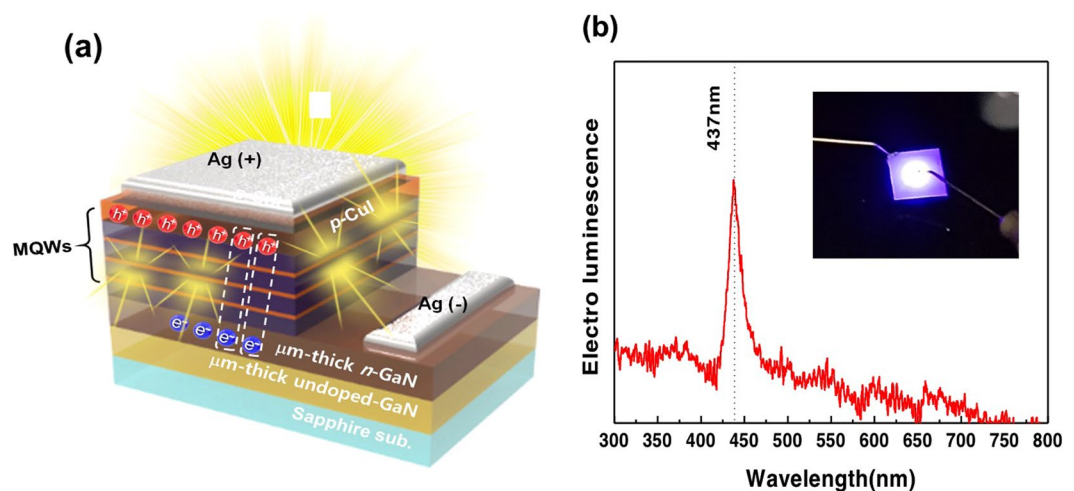 (a)
Ag (+)
p-CuI
MQWs
h+ h+ h+ h+ h+ h+ h+
Ag (-)
e- e- e- e-
μm-thick n-GaN
μm-thick undoped-GaN
Sapphire sub.
(b)
Electro luminescence
437nm
300 350 400 450 500 550 600 650 700 750 800
Wavelength(nm)